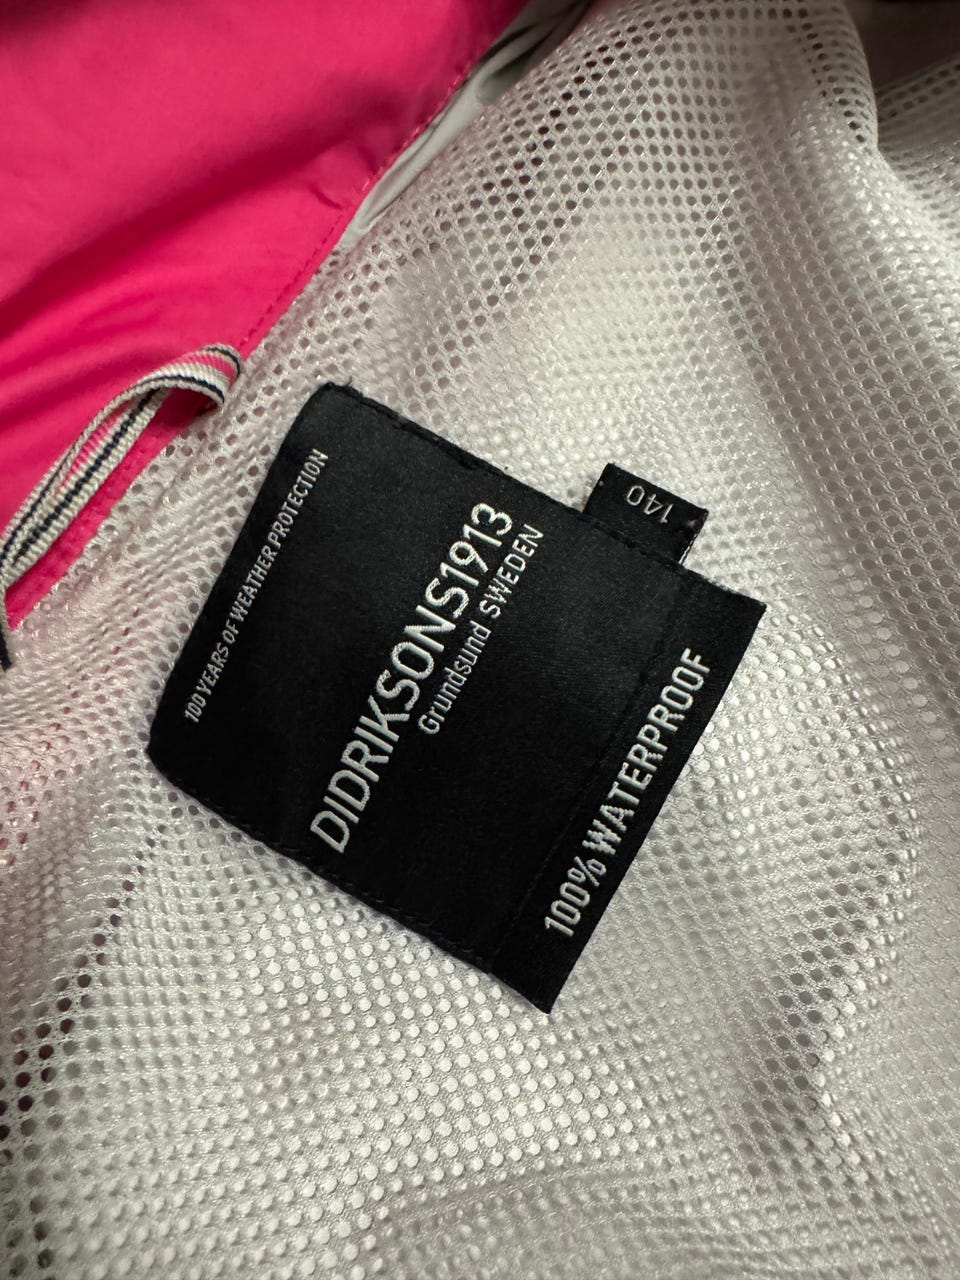 100 YEARS OF WEATHER PROTECTION
DIDRIKSONS1913
Grundsund SWEDEN
100% WATERPROOF
140